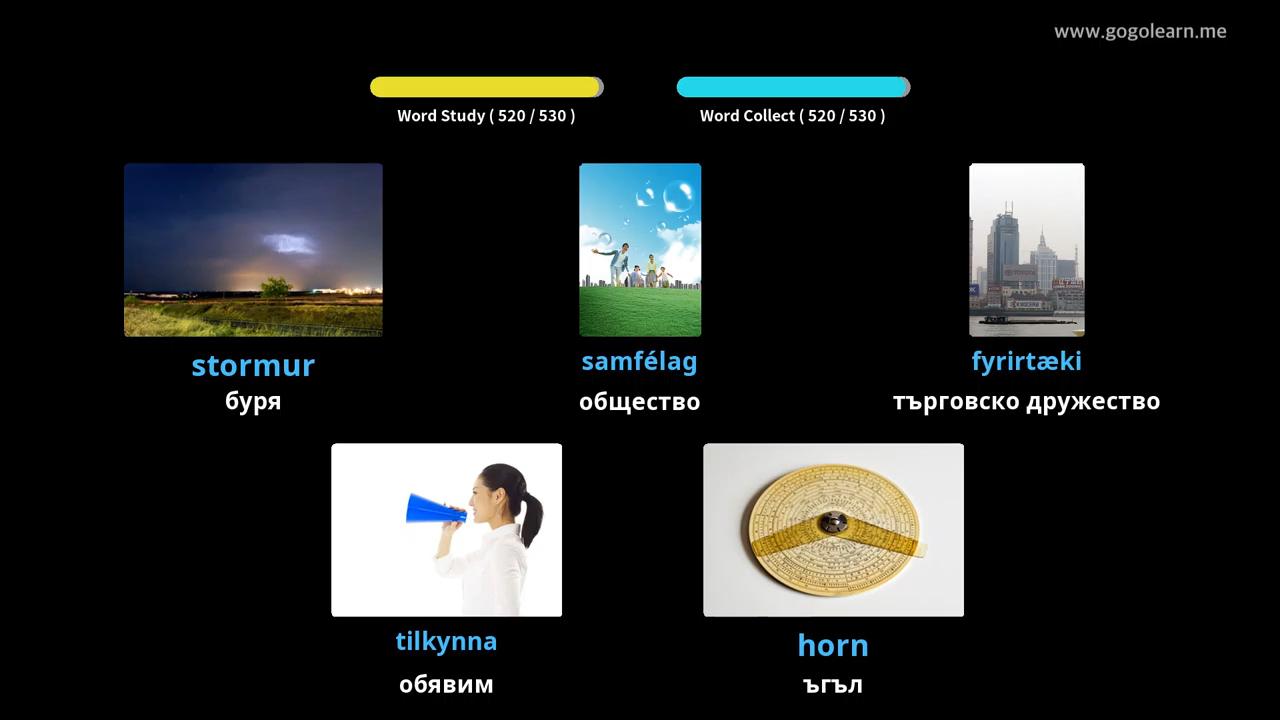 www.gogolearn.me
Word Study ( 520 / 530 )
Word Collect ( 520 / 530 )
stormur
буря
samfélag
общество
TOYOTA
fyrirtæki
търговско дружество
tilkynna
обявим
horn
ъгъл